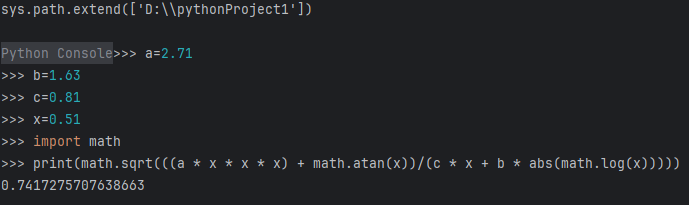 sys.path.extend(['D:\\pythonProject1'])
Python Console>>> a=2.71
>>> b=1.63
>>> c=0.81
>>> x=0.51
>>> import math
>>> print(math.sqrt(((a * x * x * x) + math.atan(x))/(c * x + b * abs(math.log(x)))))
0.7417275707638663